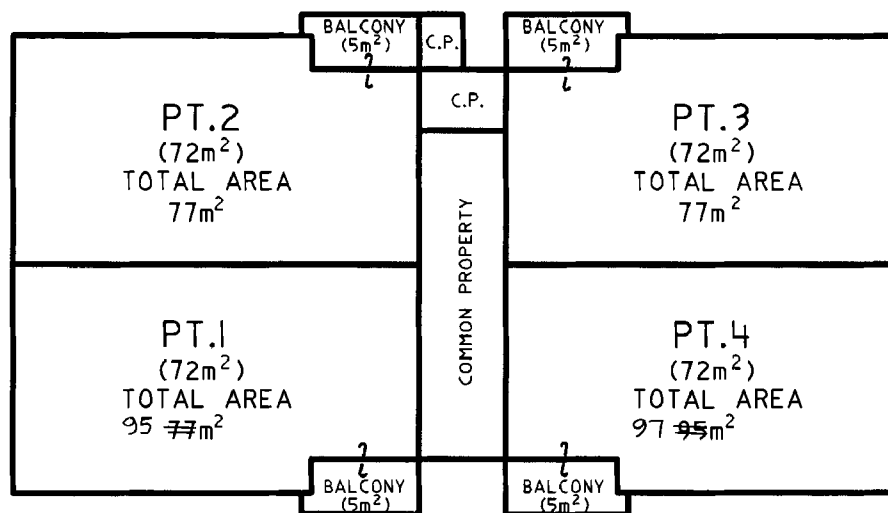 BALCONY
(5m²)
C.P.
BALCONY
(5m²)
C.P.
PT.2
(72m²)
TOTAL AREA
77m²
PT.3
(72m²)
TOTAL AREA
77m²
COMMON PROPERTY
PT.1
(72m²)
TOTAL AREA
95 77m²
PT.4
(72m²)
TOTAL AREA
97 95m²
BALCONY
(5m²)
BALCONY
(5m²)